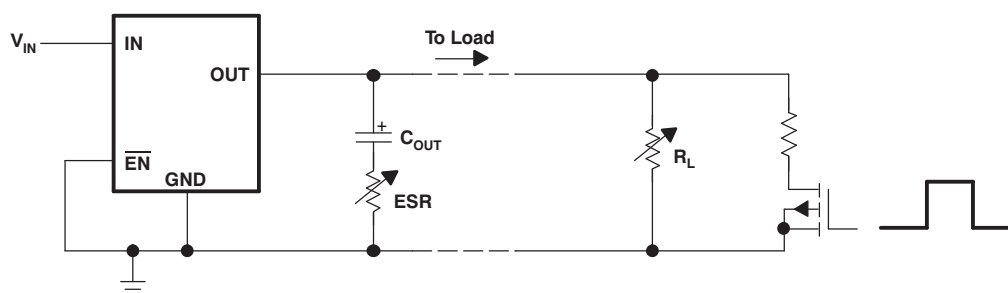 To Load
V_IN
IN
OUT
+
C_OUT
R_L
EN
GND
ESR